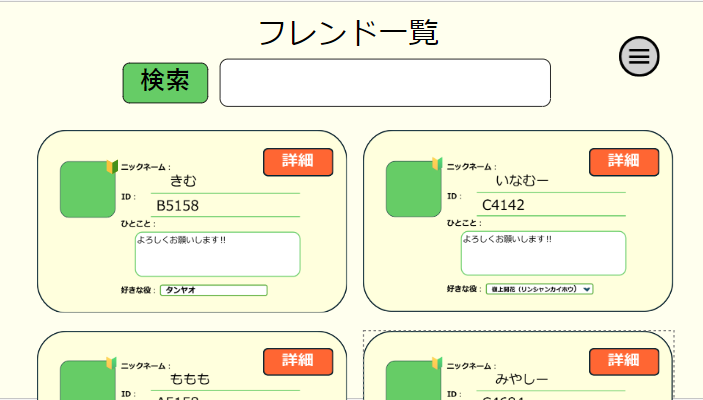 フレンド一覧
検索
ニックネーム：
きむ
詳細
ID：
B5158
ひとこと：
よろしくお願いします!!
好きな役：
タンヤオ
ニックネーム：
いなむー
詳細
ID：
C4142
ひとこと：
よろしくお願いします!!
好きな役：
嶺上開花（リンシャンカイホウ）
ニックネーム：
ももも
詳細
ID：
ニックネーム：
みやしー
詳細
ID：